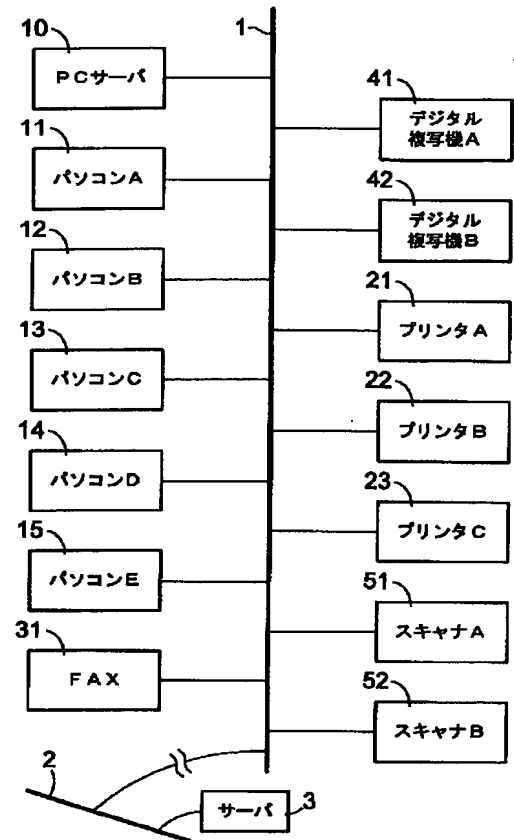 10
PCサーバ
11
パソコンA
12
パソコンB
13
パソコンC
14
パソコンD
15
パソコンE
31
FAX
1
41
デジタル
複写機A
42
デジタル
複写機B
21
プリンタA
22
プリンタB
23
プリンタC
51
スキャナA
52
スキャナB
2
サーバ
3